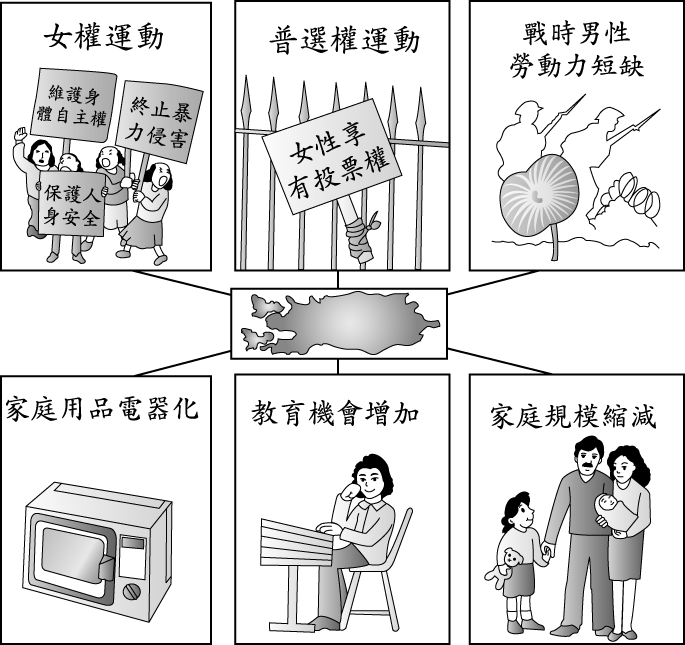 女權運動
維護身
體自主權
終止暴
力侵害
保護人
身安全
普選權運動
女性享
有投票權
戰時男性
勞動力短缺
家庭用品電器化
教育機會增加
家庭規模縮減